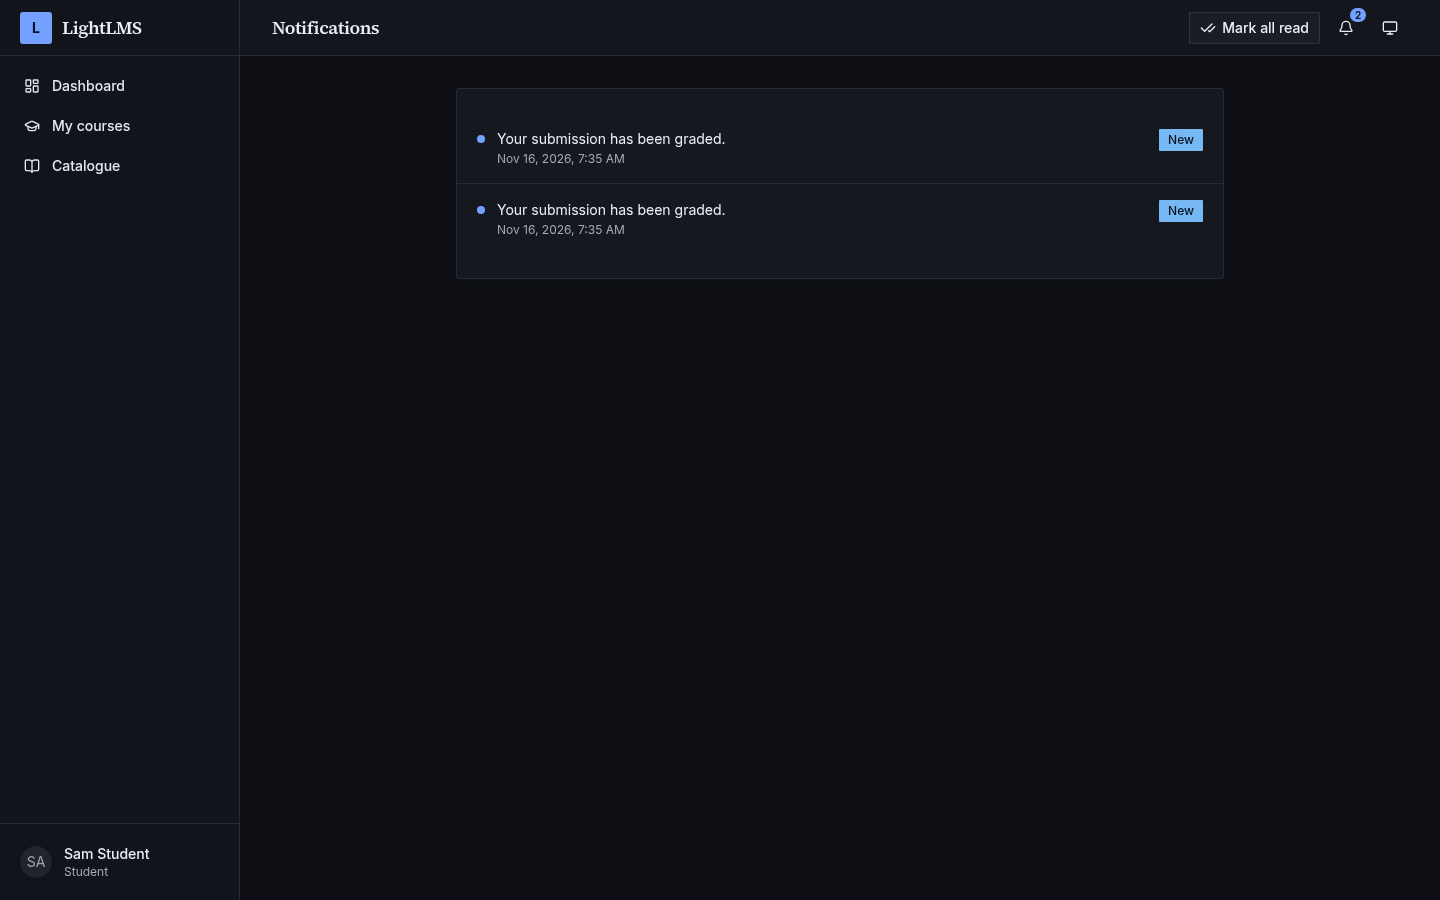 L LightLMS
Notifications
Mark all read
2
Dashboard
My courses
Catalogue
Your submission has been graded.
New
Nov 16, 2026, 7:35 AM
Your submission has been graded.
New
Nov 16, 2026, 7:35 AM
SA
Sam Student
Student